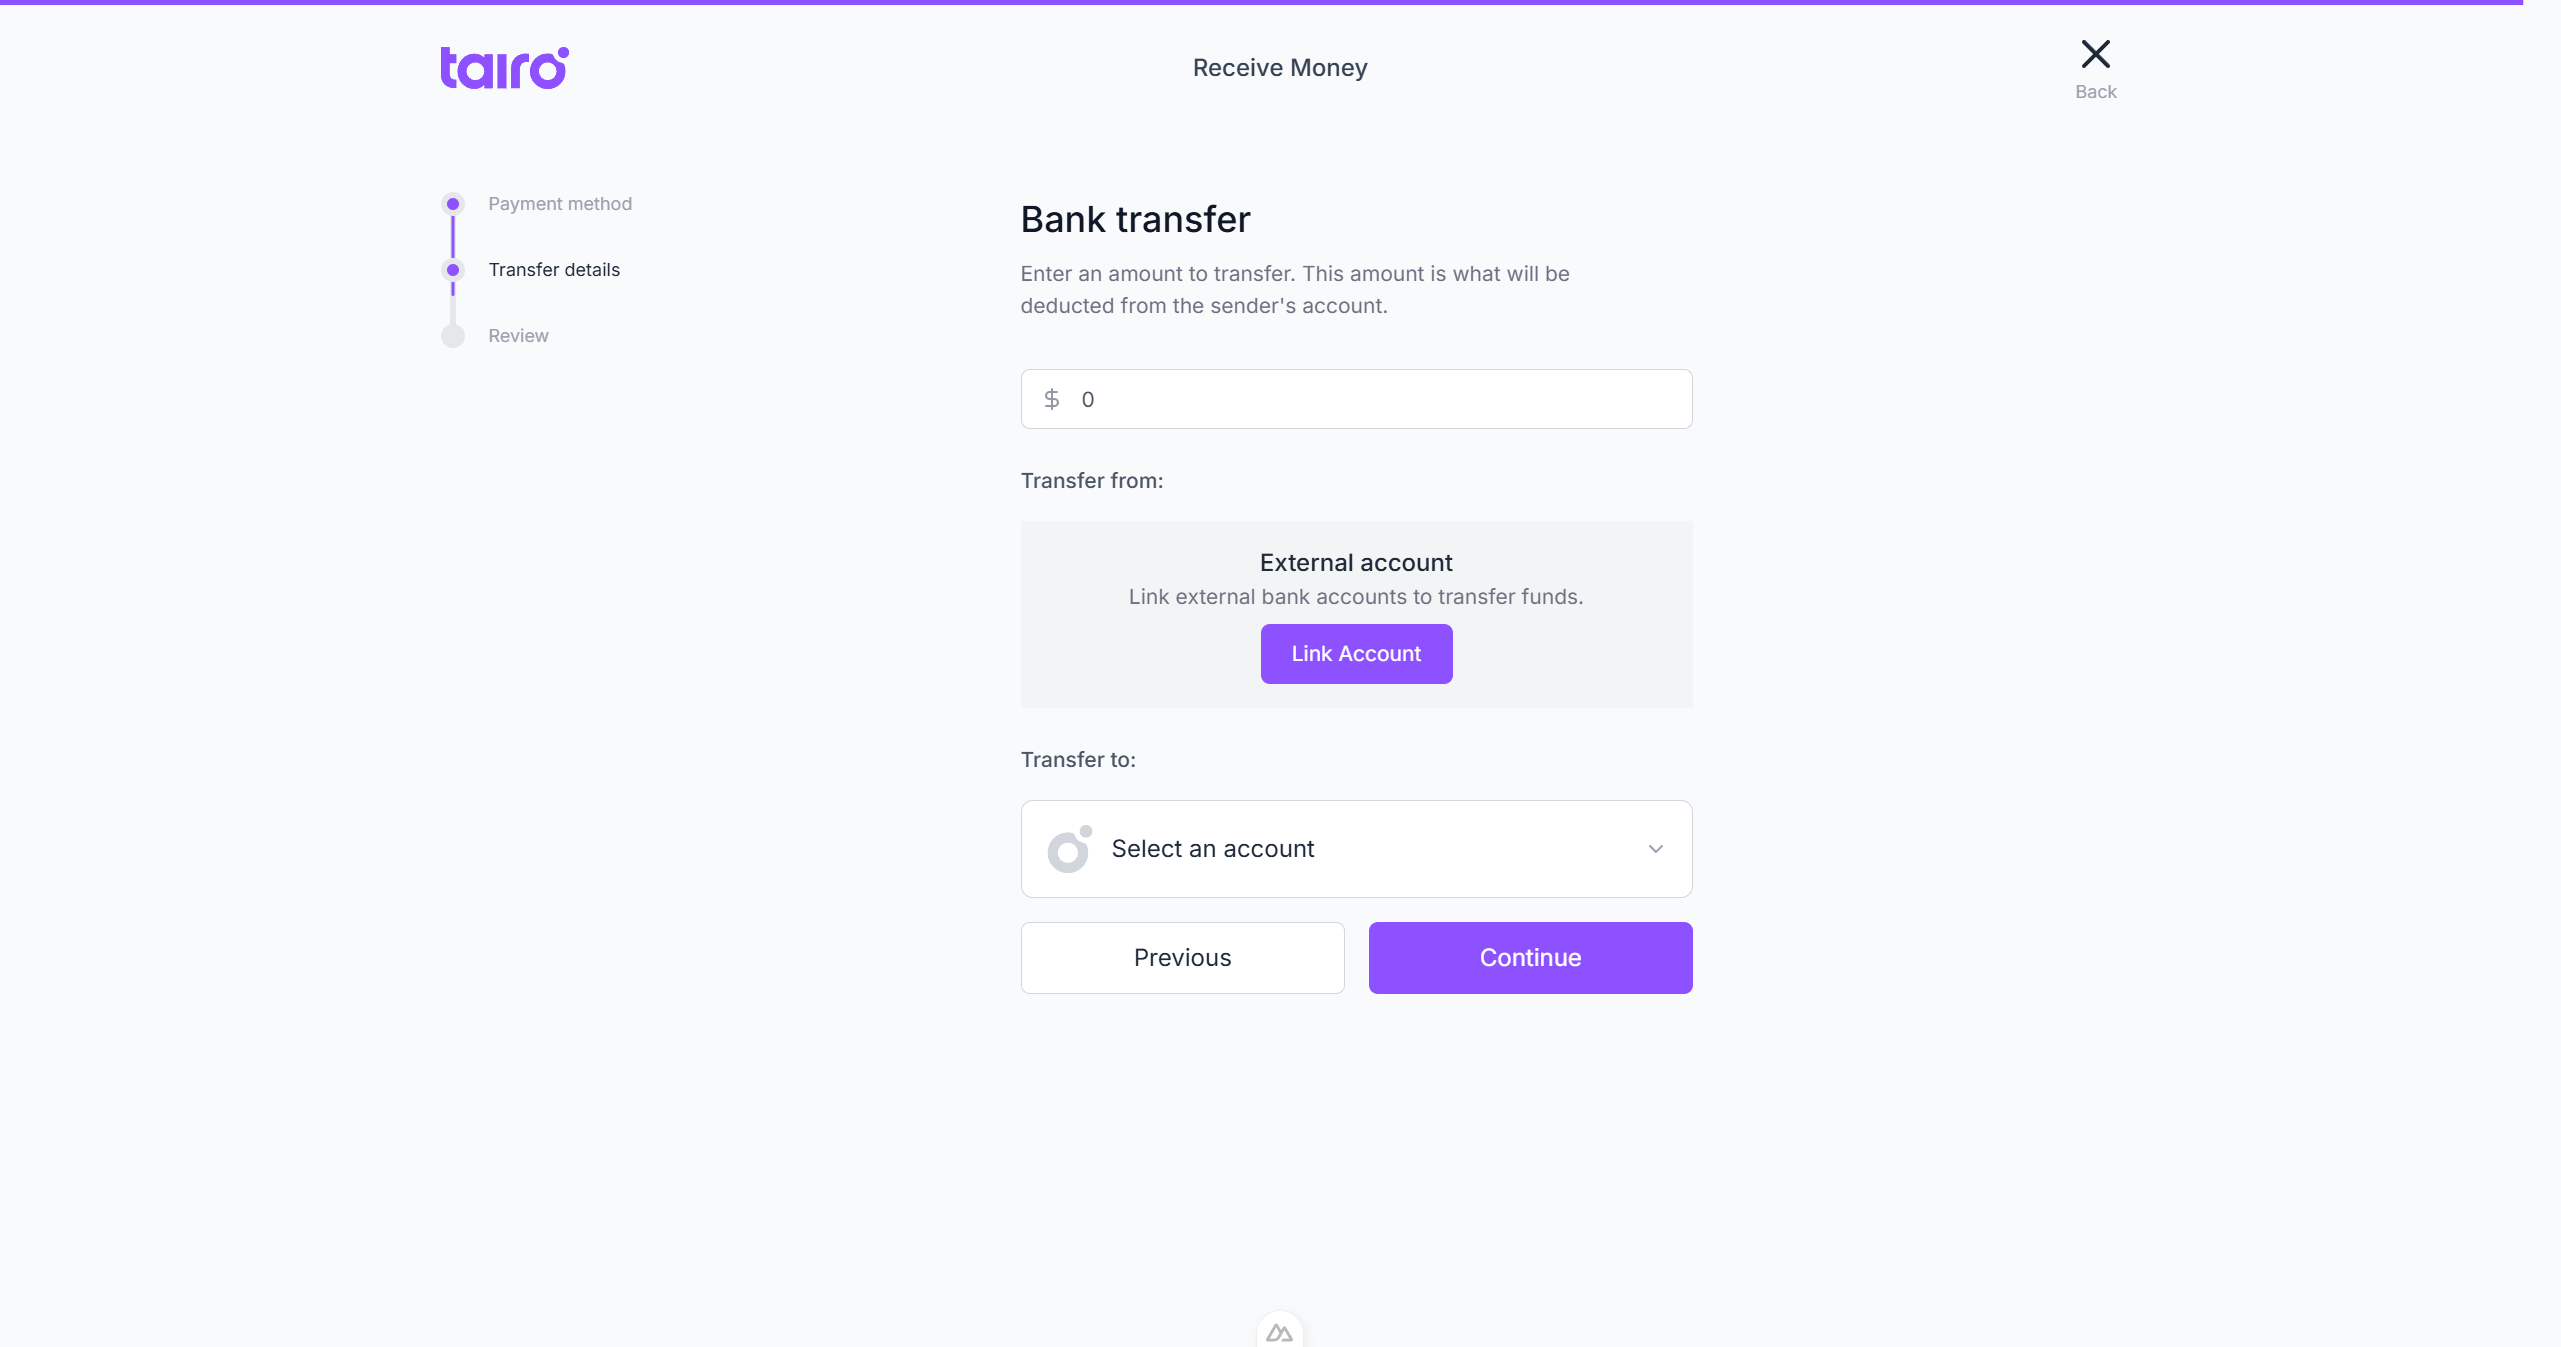 tairo
Receive Money
Back
Payment method
Transfer details
Review
Bank transfer
Enter an amount to transfer. This amount is what will be
deducted from the sender's account.
$ 0
Transfer from:
External account
Link external bank accounts to transfer funds.
Link Account
Transfer to:
Select an account
Previous
Continue